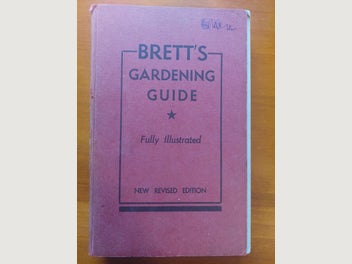 BRETT'S
GARDENING
GUIDE
Fully Illustrated
NEW REVISED EDITION